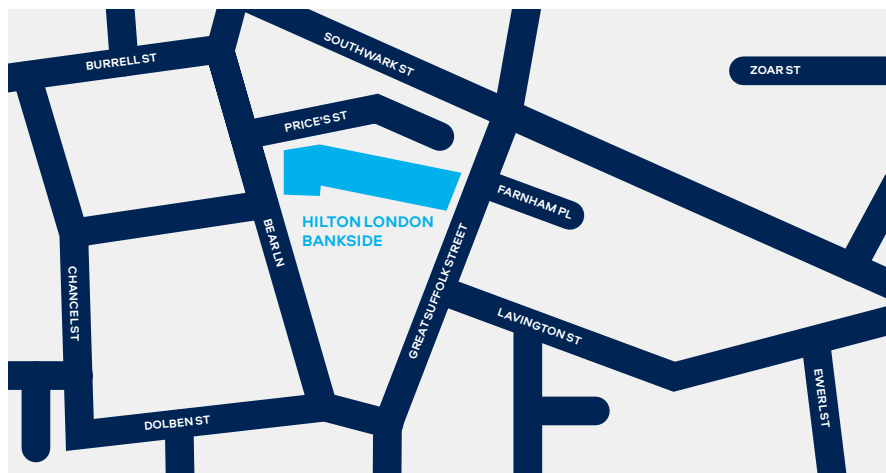 SOUTHWARK ST
BURRELL ST
ZOAR ST
PRICE'S ST
FARNHAM PL
HILTON LONDON
BANKSIDE
BEAR LN
CHANCEL ST
GREAT SUFFOLK STREET
LAVINGTON ST
EWERL ST
DOLBEN ST